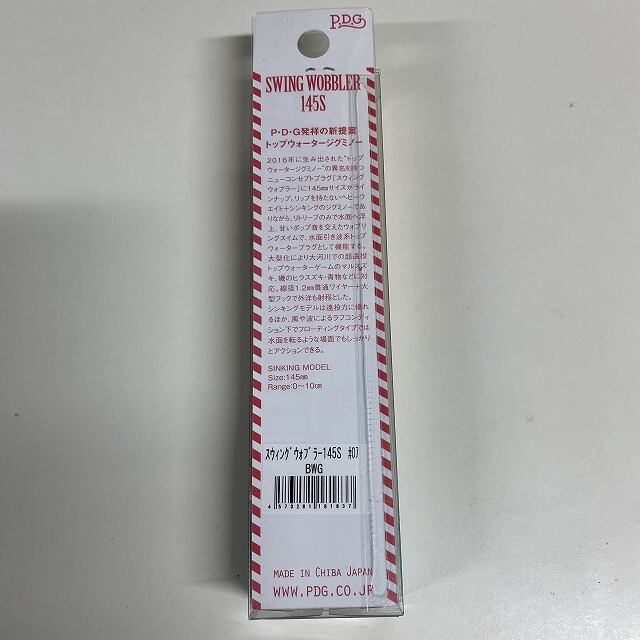 P.D.G
SWING WOBBLER
145S
P・D・G発祥の新提案
トップウォータージグミノー
2016年に生み出された"トップ
ウォータージグミノー"の異名を持つ
ニューコンセプトプラグ「スウィング
ウォブラー」に145mmサイズがライ
ンナップ。リップを持たないヘビーウ
エイト+シンキングのジグミノーであ
りながら、リトリーブのみで水面へ浮
上、甘いポップ音を交えたウォブリ
ングスイムで、水面引き波系トップ
ウォータープラグとして機能する。
大型化により大河川での超遠投
トップウォーターゲームのマルスズ
キ、磯のヒラスズキ・青物などに対
応。線径1.2mm貫通ワイヤー+大
型フックで外洋も射程とした。
シンキングモデルは遠投力に優れ
るほか、風や波によるラフコンディ
ション下でフローティングタイプでは
水面を転るような場面でもしっかり
とアクションできる。
SINKING MODEL
Size:145mm
Range:0～10cm
スウィングウォブラー145S #07
BWG
4 573281 181837
MADE IN CHIBA JAPAN
WWW.PDG.CO.JP